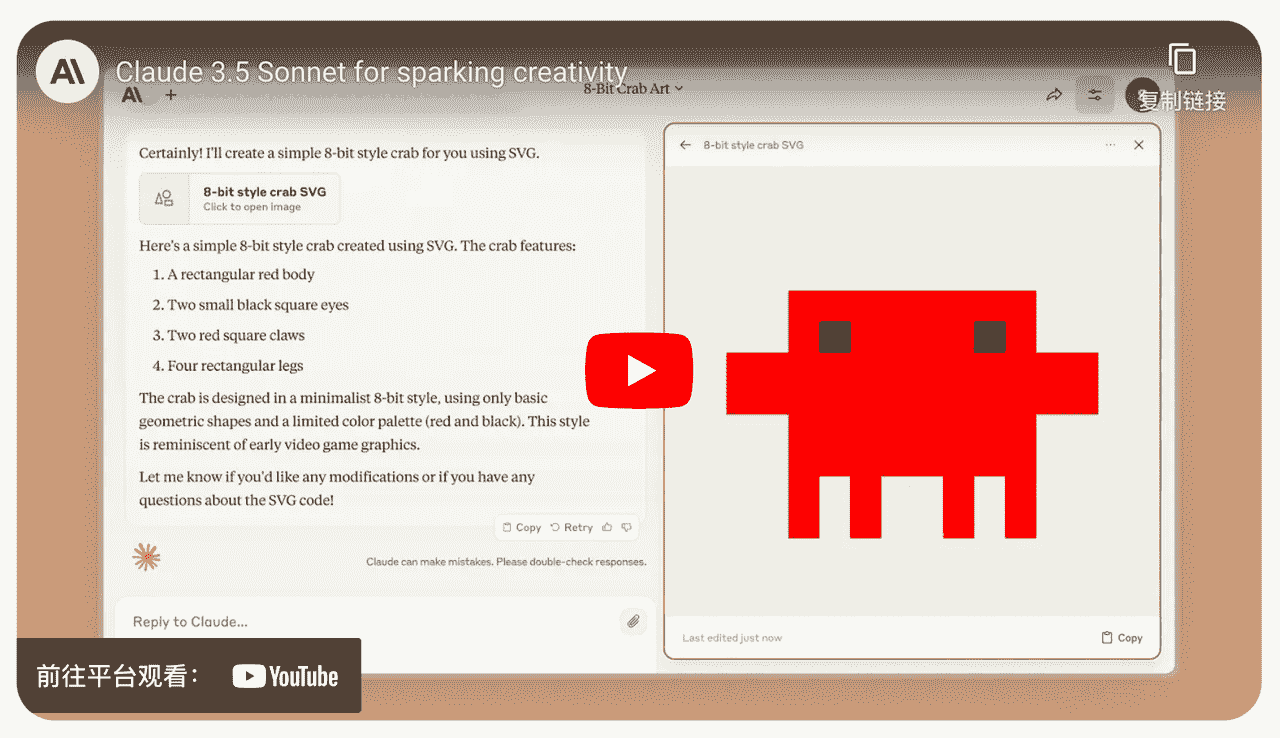 Claude 3.5 Sonnet for sparking creativity
复制链接
8-Bit Crab Art
Certainly! I'll create a simple 8-bit style crab for you using SVG.
8-bit style crab SVG
Click to open image
Here's a simple 8-bit style crab created using SVG. The crab features:
1. A rectangular red body
2. Two small black square eyes
3. Two red square claws
4. Four rectangular legs
The crab is designed in a minimalist 8-bit style, using only basic
geometric shapes and a limited color palette (red and black). This style
is reminiscent of early video game graphics.
Let me know if you'd like any modifications or if you have any
questions about the SVG code!
Copy Retry
Claude can make mistakes. Please double-check responses.
Reply to Claude...
8-bit style crab SVG
Last edited just now
Copy
前往平台观看： YouTube